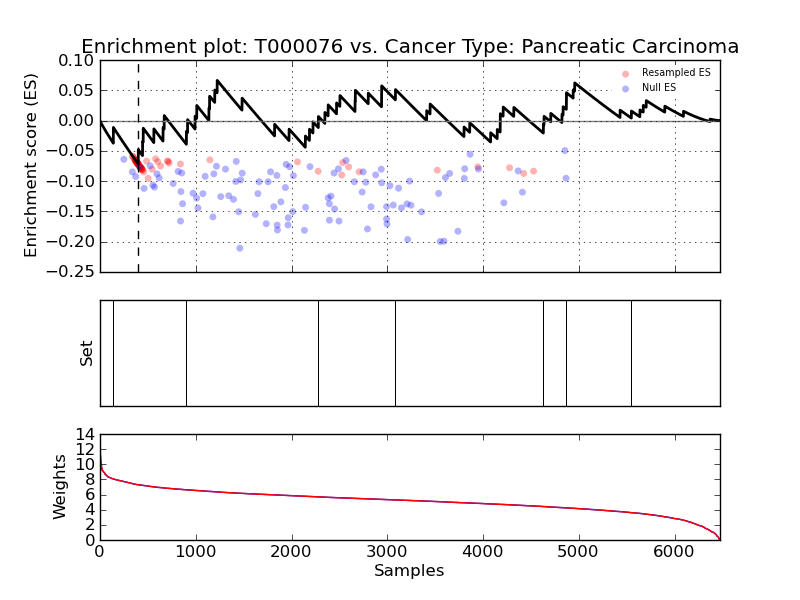 Enrichment plot: T000076 vs. Cancer Type: Pancreatic Carcinoma
Enrichment score (ES)
0.10
0.05
0.00
−0.05
−0.10
−0.15
−0.20
−0.25
Resampled ES
Null ES
Set
Weights
14
12
10
8
6
4
2
0
0 1000 2000 3000 4000 5000 6000
Samples